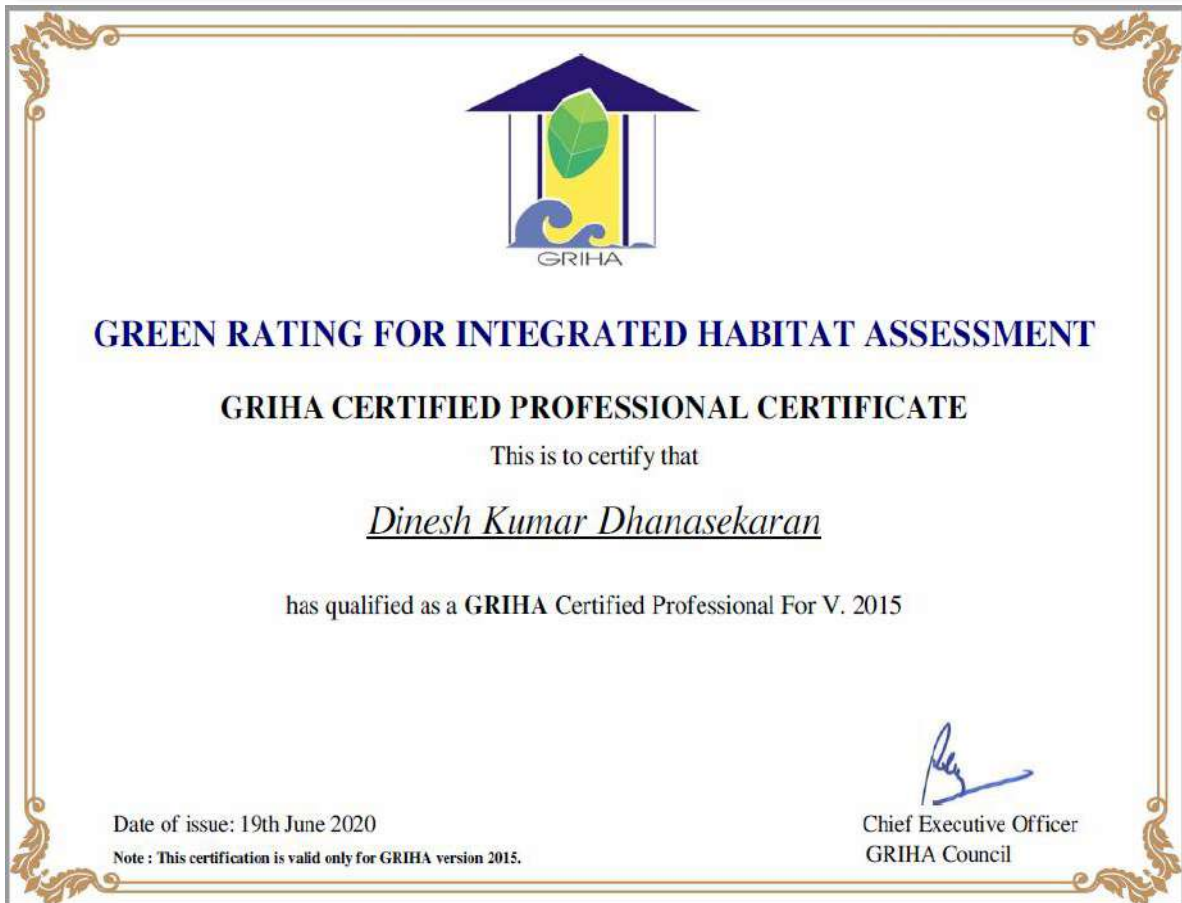 GRIHA
GREEN RATING FOR INTEGRATED HABITAT ASSESSMENT
GRIHA CERTIFIED PROFESSIONAL CERTIFICATE
This is to certify that
Dinesh Kumar Dhanasekaran
has qualified as a GRIHA Certified Professional For V. 2015
Date of issue: 19th June 2020
Note : This certification is valid only for GRIHA version 2015.
Chief Executive Officer
GRIHA Council